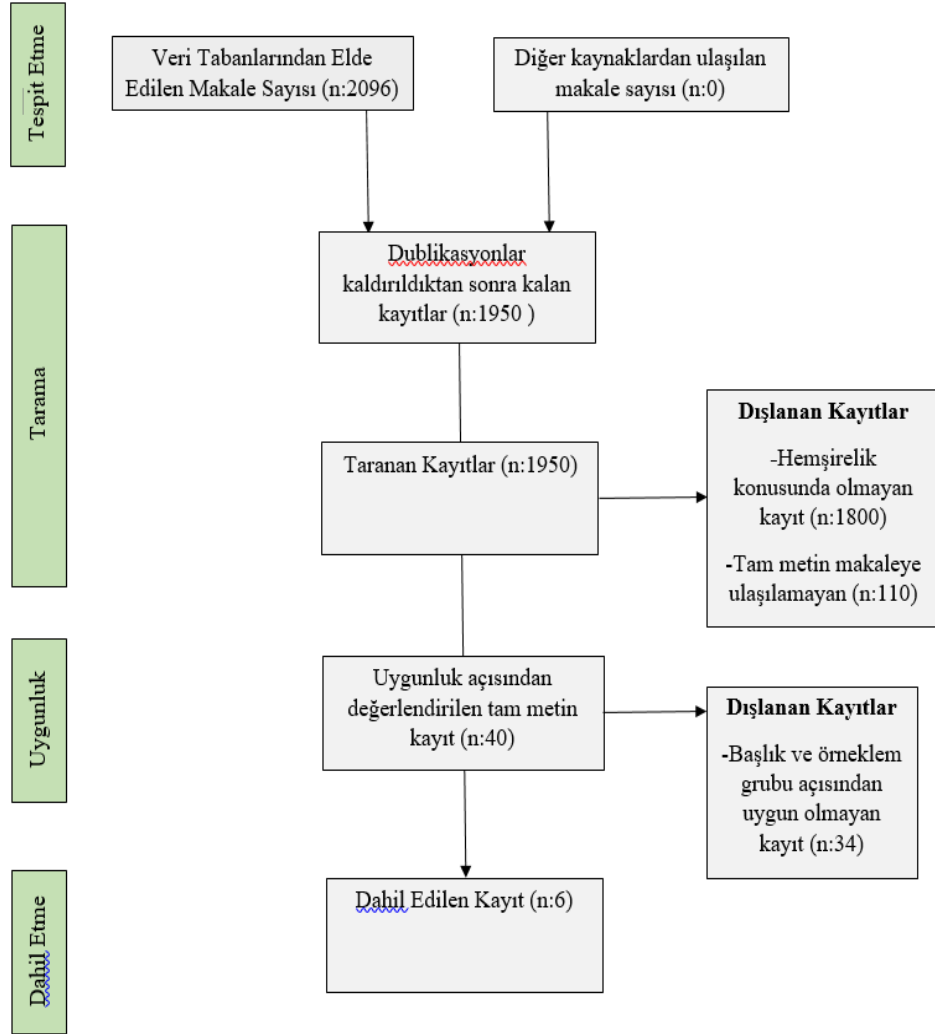 Tespit Etme
Veri Tabanlarından Elde
Edilen Makale Sayısı (n:2096)
Diğer kaynaklardan ulaşılan
makale sayısı (n:0)
Tarama
Dublikasyonlar
kaldırıldıktan sonra kalan
kayıtlar (n:1950 )
Taranan Kayıtlar (n:1950)
Dışlanan Kayıtlar
-Hemşirelik
konusunda olmayan
kayıt (n:1800)
-Tam metin makaleye
ulaşılamayan (n:110)
Uygunluk
Uygunluk açısından
değerlendirilen tam metin
kayıt (n:40)
Dışlanan Kayıtlar
-Başlık ve örneklem
grubu açısından
uygun olmayan
kayıt (n:34)
Dahil Etme
Dahil Edilen Kayıt (n:6)